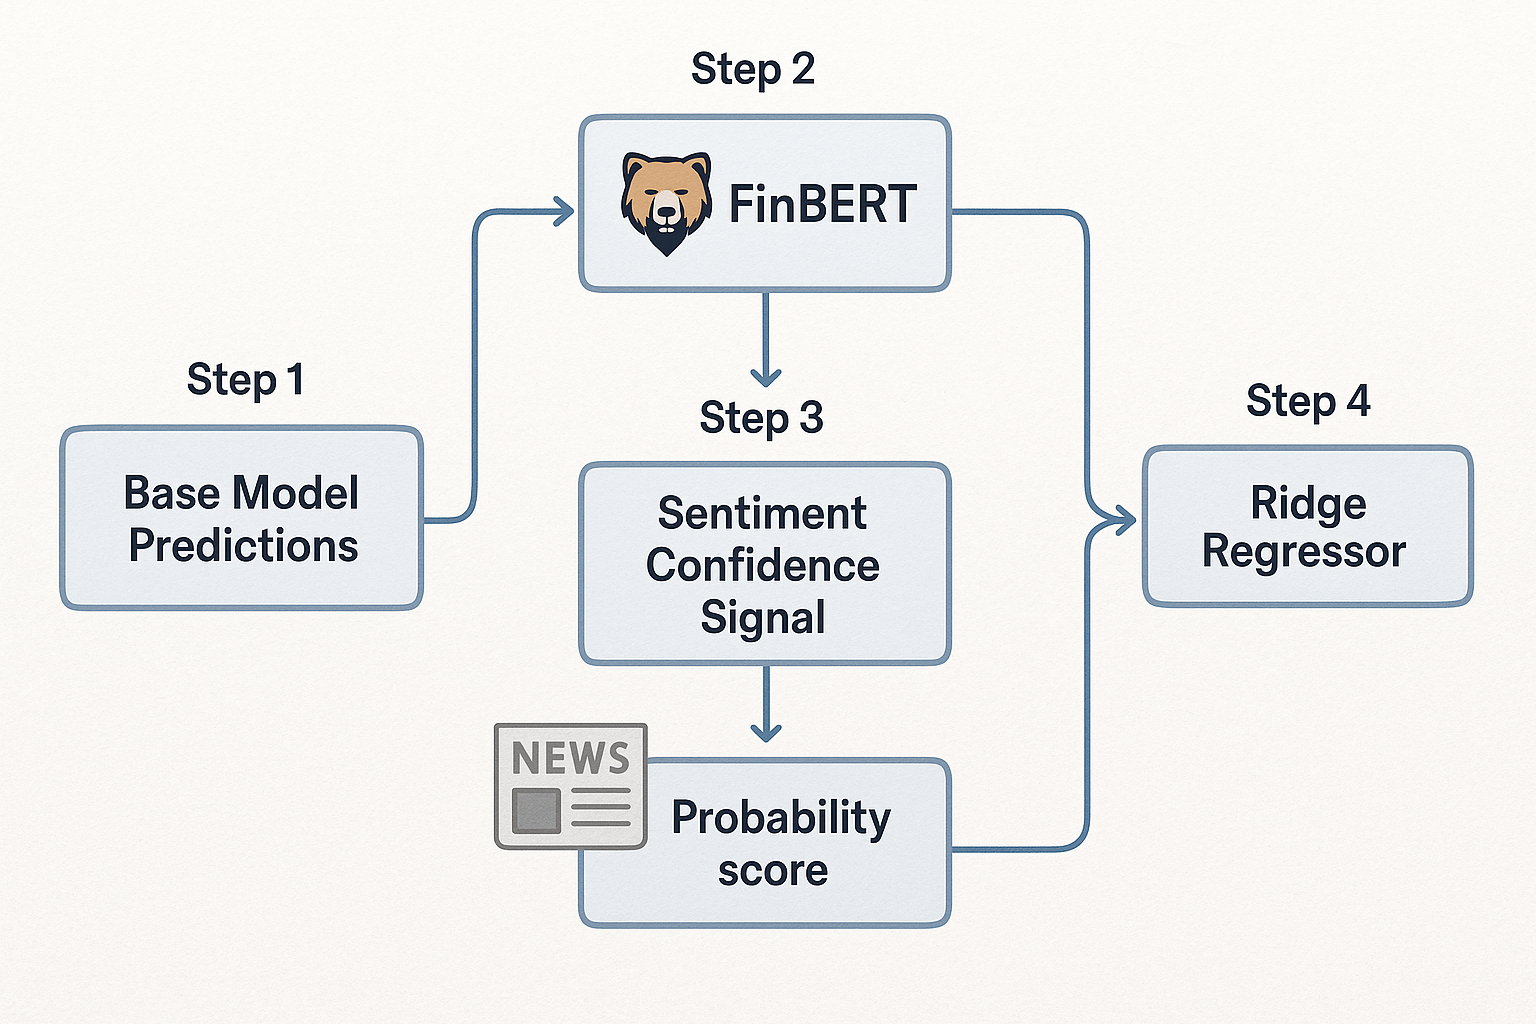 Step 1
Base Model
Predictions
Step 2
FinBERT
Step 3
Sentiment
Confidence
Signal
NEWS
Probability
score
Step 4
Ridge
Regressor